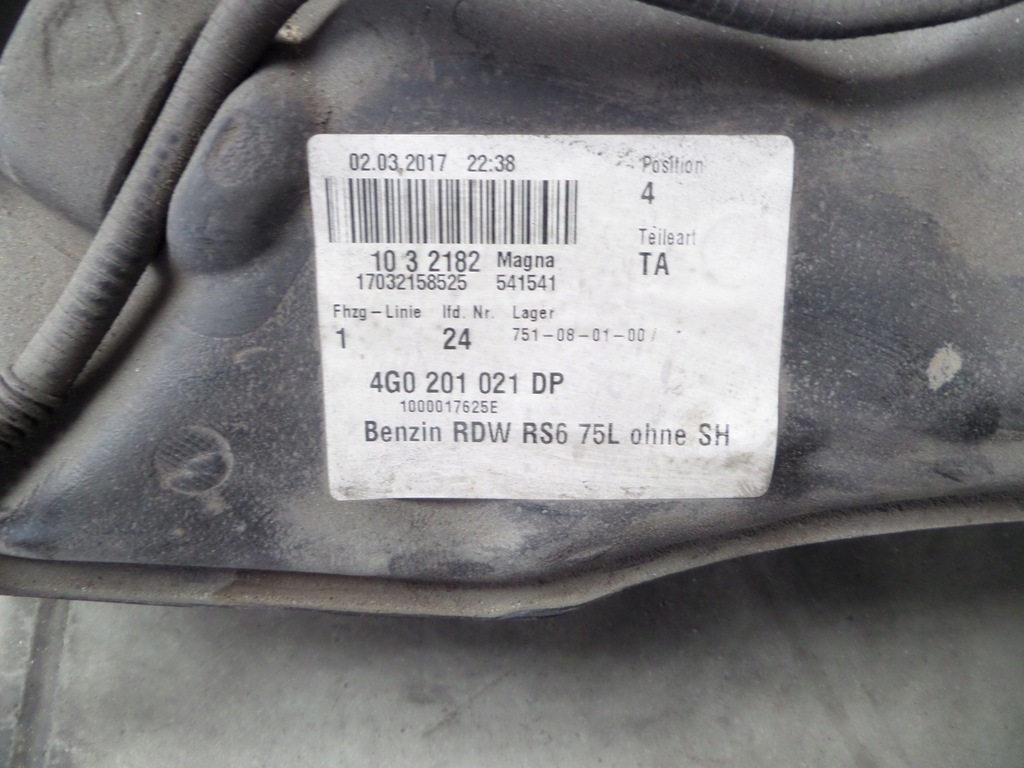 02.03.2017 22:38
Position
4
Teileart
10 3 2182 Magna
TA
17032158525 541541
Fhzg-Linie lfd. Nr. Lager
1 24 751-08-01-00/
4G0 201 021 DP
1000017625E
Benzin RDW RS6 75L ohne SH